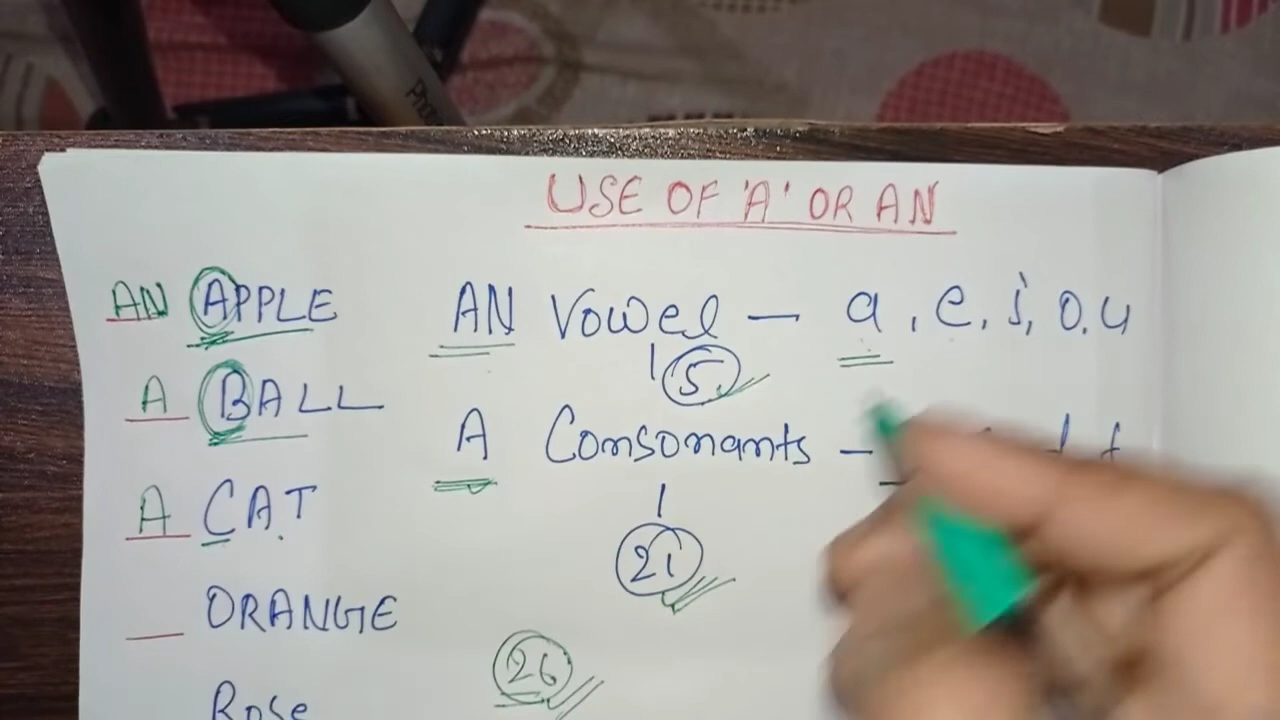 USE OF 'A' OR AN
AN APPLE
A BALL
A CAT
ORANGE
Rose
AN Vowel — a, e, i, o, u
5
A Consonants —
21
26